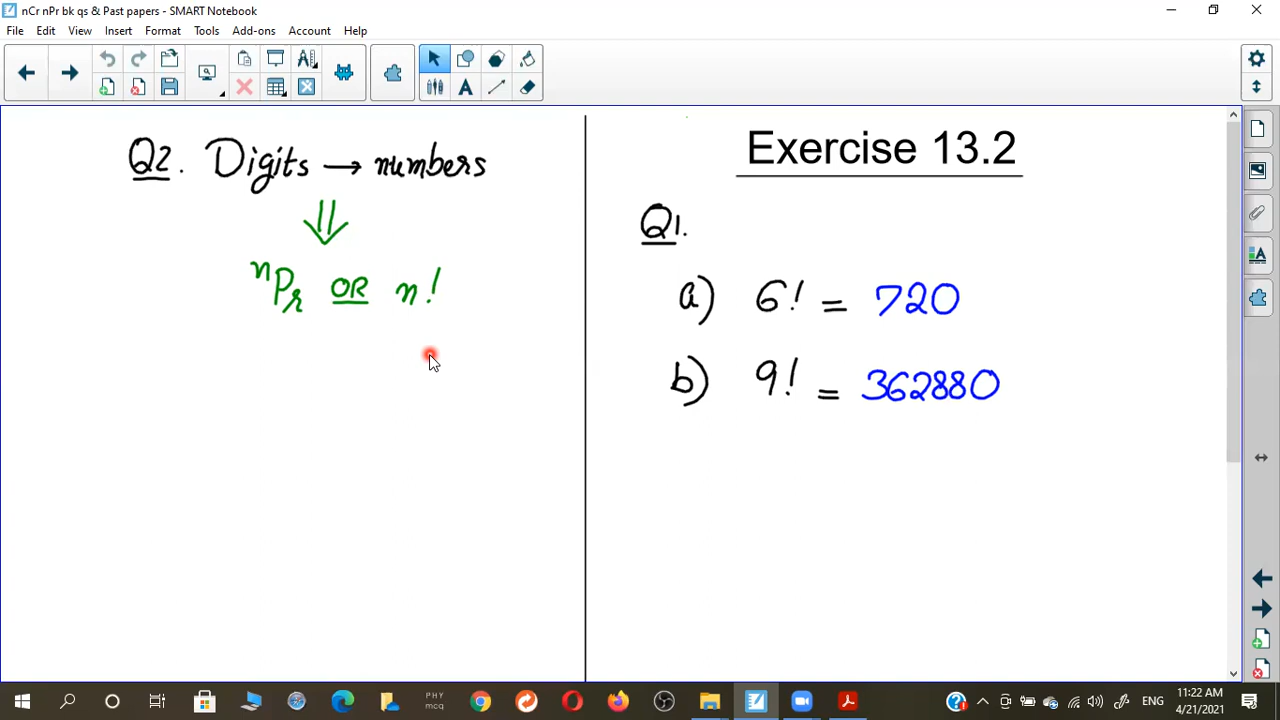 nCr nPr bk qs & Past papers - SMART Notebook
File Edit View Insert Format Tools Add-ons Account Help
Q2. Digits → numbers
⇓
ⁿPᵣ OR n!
Exercise 13.2
Q1.
a) 6! = 720
b) 9! = 362880
PHY
mcq
ENG
11:22 AM
4/21/2021